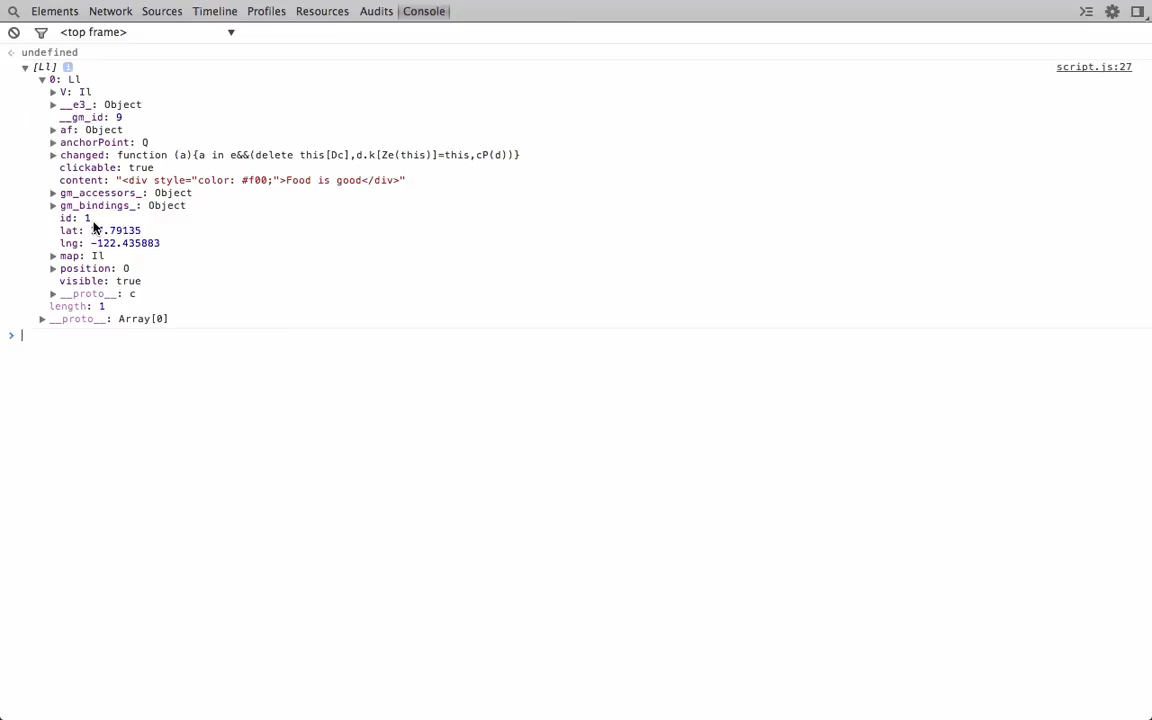 Elements Network Sources Timeline Profiles Resources Audits Console
<top frame>
undefined
[Ll]
script.js:27
0: Ll
V: Il
__e3_: Object
__gm_id: 9
af: Object
anchorPoint: Q
changed: function (a){a in e&&(delete this[Dc],d.k[Ze(this)]=this,cP(d))}
clickable: true
content: "<div style="color: #f00;">Food is good</div>"
gm_accessors_: Object
gm_bindings_: Object
id: 1
lat: .79135
lng: -122.435883
map: Il
position: O
visible: true
__proto__: c
length: 1
__proto__: Array[0]